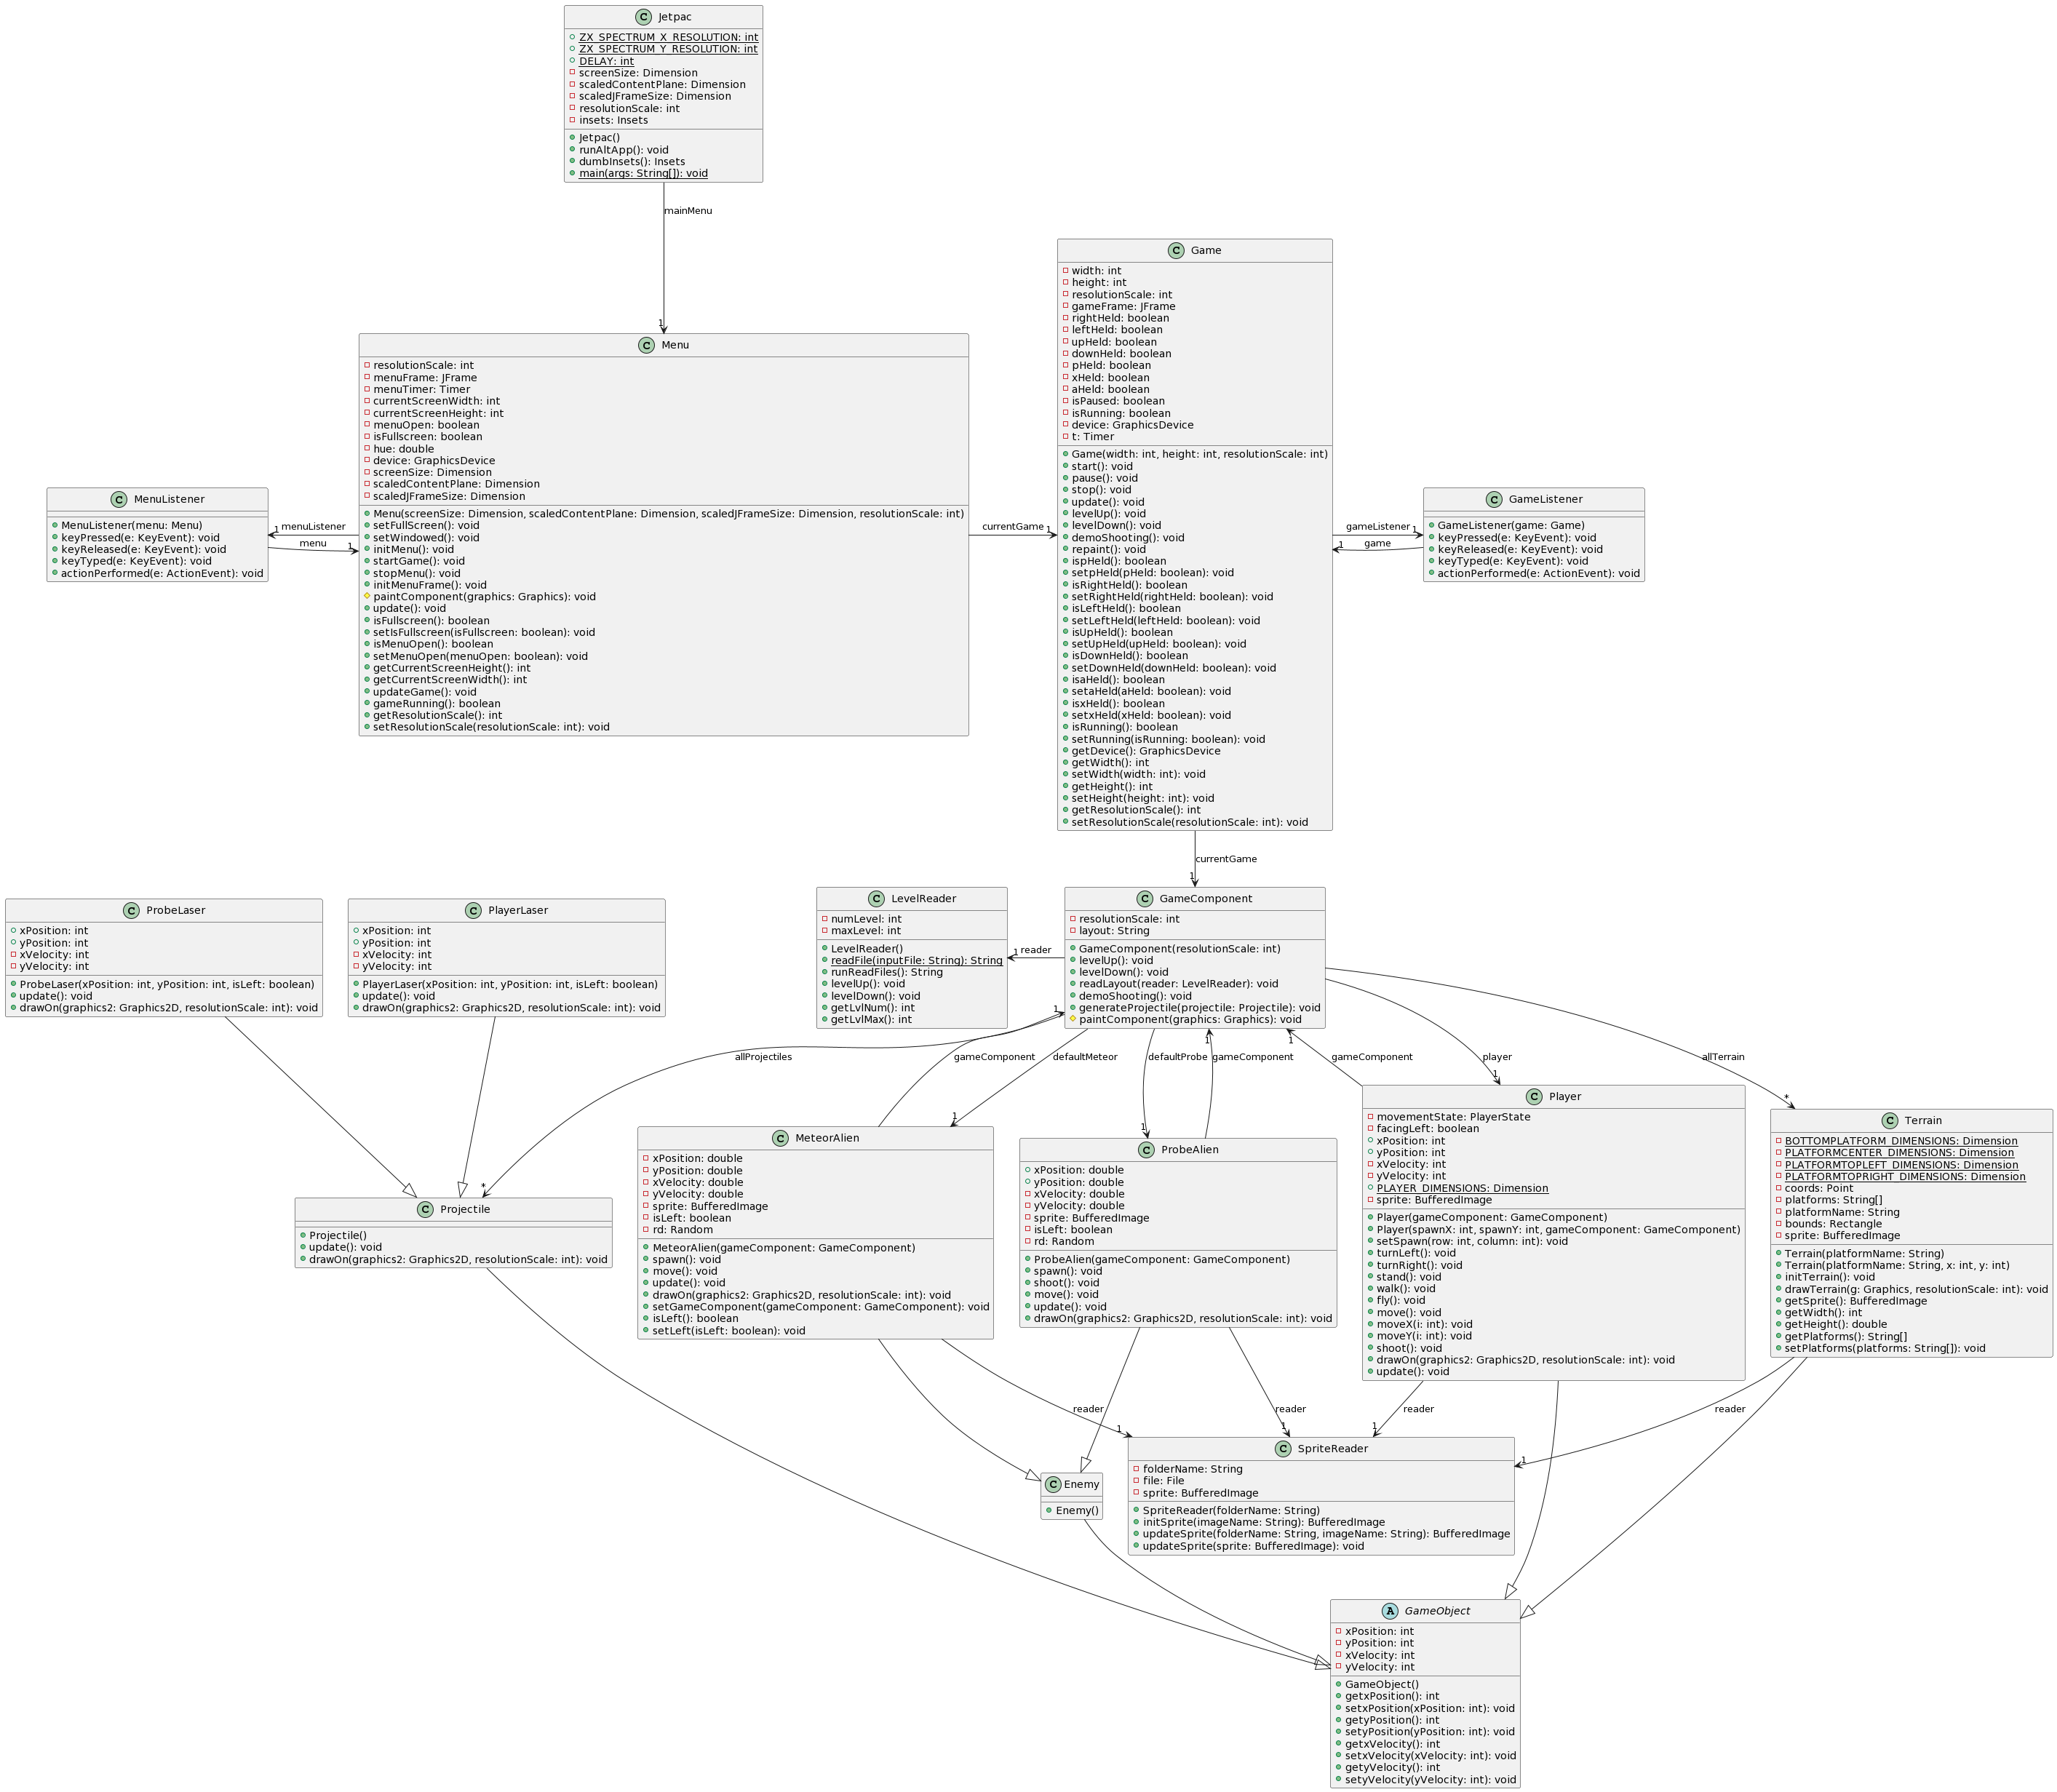 Jetpac
ZX_SPECTRUM_X_RESOLUTION: int
ZX_SPECTRUM_Y_RESOLUTION: int
DELAY: int
screenSize: Dimension
scaledContentPlane: Dimension
scaledJFrameSize: Dimension
resolutionScale: int
insets: Insets
Jetpac()
runAltApp(): void
dumbInsets(): Insets
main(args: String[]): void
mainMenu
1
Menu
resolutionScale: int
menuFrame: JFrame
menuTimer: Timer
currentScreenWidth: int
currentScreenHeight: int
menuOpen: boolean
isFullscreen: boolean
hue: double
device: GraphicsDevice
screenSize: Dimension
scaledContentPlane: Dimension
scaledJFrameSize: Dimension
Menu(screenSize: Dimension, scaledContentPlane: Dimension, scaledJFrameSize: Dimension, resolutionScale: int)
setFullScreen(): void
setWindowed(): void
initMenu(): void
startGame(): void
stopMenu(): void
initMenuFrame(): void
paintComponent(graphics: Graphics): void
update(): void
isFullscreen(): boolean
setIsFullscreen(isFullscreen: boolean): void
isMenuOpen(): boolean
setMenuOpen(menuOpen: boolean): void
getCurrentScreenHeight(): int
getCurrentScreenWidth(): int
updateGame(): void
gameRunning(): boolean
getResolutionScale(): int
setResolutionScale(resolutionScale: int): void
MenuListener
MenuListener(menu: Menu)
keyPressed(e: KeyEvent): void
keyReleased(e: KeyEvent): void
keyTyped(e: KeyEvent): void
actionPerformed(e: ActionEvent): void
1 menuListener
menu 1
currentGame 1
Game
width: int
height: int
resolutionScale: int
gameFrame: JFrame
rightHeld: boolean
leftHeld: boolean
upHeld: boolean
downHeld: boolean
pHeld: boolean
xHeld: boolean
aHeld: boolean
isPaused: boolean
isRunning: boolean
device: GraphicsDevice
t: Timer
Game(width: int, height: int, resolutionScale: int)
start(): void
pause(): void
stop(): void
update(): void
levelUp(): void
levelDown(): void
demoShooting(): void
repaint(): void
ispHeld(): boolean
setpHeld(pHeld: boolean): void
isRightHeld(): boolean
setRightHeld(rightHeld: boolean): void
isLeftHeld(): boolean
setLeftHeld(leftHeld: boolean): void
isUpHeld(): boolean
setUpHeld(upHeld: boolean): void
isDownHeld(): boolean
setDownHeld(downHeld: boolean): void
isaHeld(): boolean
setaHeld(aHeld: boolean): void
isxHeld(): boolean
setxHeld(xHeld: boolean): void
isRunning(): boolean
setRunning(isRunning: boolean): void
getDevice(): GraphicsDevice
getWidth(): int
setWidth(width: int): void
getHeight(): int
setHeight(height: int): void
getResolutionScale(): int
setResolutionScale(resolutionScale: int): void
gameListener 1
1 game
GameListener
GameListener(game: Game)
keyPressed(e: KeyEvent): void
keyReleased(e: KeyEvent): void
keyTyped(e: KeyEvent): void
actionPerformed(e: ActionEvent): void
currentGame
1
ProbeLaser
xPosition: int
yPosition: int
xVelocity: int
yVelocity: int
ProbeLaser(xPosition: int, yPosition: int, isLeft: boolean)
update(): void
drawOn(graphics2: Graphics2D, resolutionScale: int): void
PlayerLaser
xPosition: int
yPosition: int
xVelocity: int
yVelocity: int
PlayerLaser(xPosition: int, yPosition: int, isLeft: boolean)
update(): void
drawOn(graphics2: Graphics2D, resolutionScale: int): void
LevelReader
numLevel: int
maxLevel: int
LevelReader()
readFile(inputFile: String): String
runReadFiles(): String
levelUp(): void
levelDown(): void
getLvlNum(): int
getLvlMax(): int
1 reader
GameComponent
resolutionScale: int
layout: String
GameComponent(resolutionScale: int)
levelUp(): void
levelDown(): void
readLayout(reader: LevelReader): void
demoShooting(): void
generateProjectile(projectile: Projectile): void
paintComponent(graphics: Graphics): void
1
1
1
allProjectiles
gameComponent
defaultMeteor
defaultProbe
gameComponent
gameComponent
player
allTerrain
*
1
1
1
*
Projectile
Projectile()
update(): void
drawOn(graphics2: Graphics2D, resolutionScale: int): void
MeteorAlien
xPosition: double
yPosition: double
xVelocity: double
yVelocity: double
sprite: BufferedImage
isLeft: boolean
rd: Random
MeteorAlien(gameComponent: GameComponent)
spawn(): void
move(): void
update(): void
drawOn(graphics2: Graphics2D, resolutionScale: int): void
setGameComponent(gameComponent: GameComponent): void
isLeft(): boolean
setLeft(isLeft: boolean): void
ProbeAlien
xPosition: double
yPosition: double
xVelocity: double
yVelocity: double
sprite: BufferedImage
isLeft: boolean
rd: Random
ProbeAlien(gameComponent: GameComponent)
spawn(): void
shoot(): void
move(): void
update(): void
drawOn(graphics2: Graphics2D, resolutionScale: int): void
Player
movementState: PlayerState
facingLeft: boolean
xPosition: int
yPosition: int
xVelocity: int
yVelocity: int
PLAYER_DIMENSIONS: Dimension
sprite: BufferedImage
Player(gameComponent: GameComponent)
Player(spawnX: int, spawnY: int, gameComponent: GameComponent)
setSpawn(row: int, column: int): void
turnLeft(): void
turnRight(): void
stand(): void
walk(): void
fly(): void
move(): void
moveX(i: int): void
moveY(i: int): void
shoot(): void
drawOn(graphics2: Graphics2D, resolutionScale: int): void
update(): void
Terrain
BOTTOMPLATFORM_DIMENSIONS: Dimension
PLATFORMCENTER_DIMENSIONS: Dimension
PLATFORMTOPLEFT_DIMENSIONS: Dimension
PLATFORMTOPRIGHT_DIMENSIONS: Dimension
coords: Point
platforms: String[]
platformName: String
bounds: Rectangle
sprite: BufferedImage
Terrain(platformName: String)
Terrain(platformName: String, x: int, y: int)
initTerrain(): void
drawTerrain(g: Graphics, resolutionScale: int): void
getSprite(): BufferedImage
getWidth(): int
getHeight(): double
getPlatforms(): String[]
setPlatforms(platforms: String[]): void
reader
reader
reader
reader
1
1
1
1
Enemy
Enemy()
SpriteReader
folderName: String
file: File
sprite: BufferedImage
SpriteReader(folderName: String)
initSprite(imageName: String): BufferedImage
updateSprite(folderName: String, imageName: String): BufferedImage
updateSprite(sprite: BufferedImage): void
GameObject
xPosition: int
yPosition: int
xVelocity: int
yVelocity: int
GameObject()
getxPosition(): int
setxPosition(xPosition: int): void
getyPosition(): int
setyPosition(yPosition: int): void
getxVelocity(): int
setxVelocity(xVelocity: int): void
getyVelocity(): int
setyVelocity(yVelocity: int): void